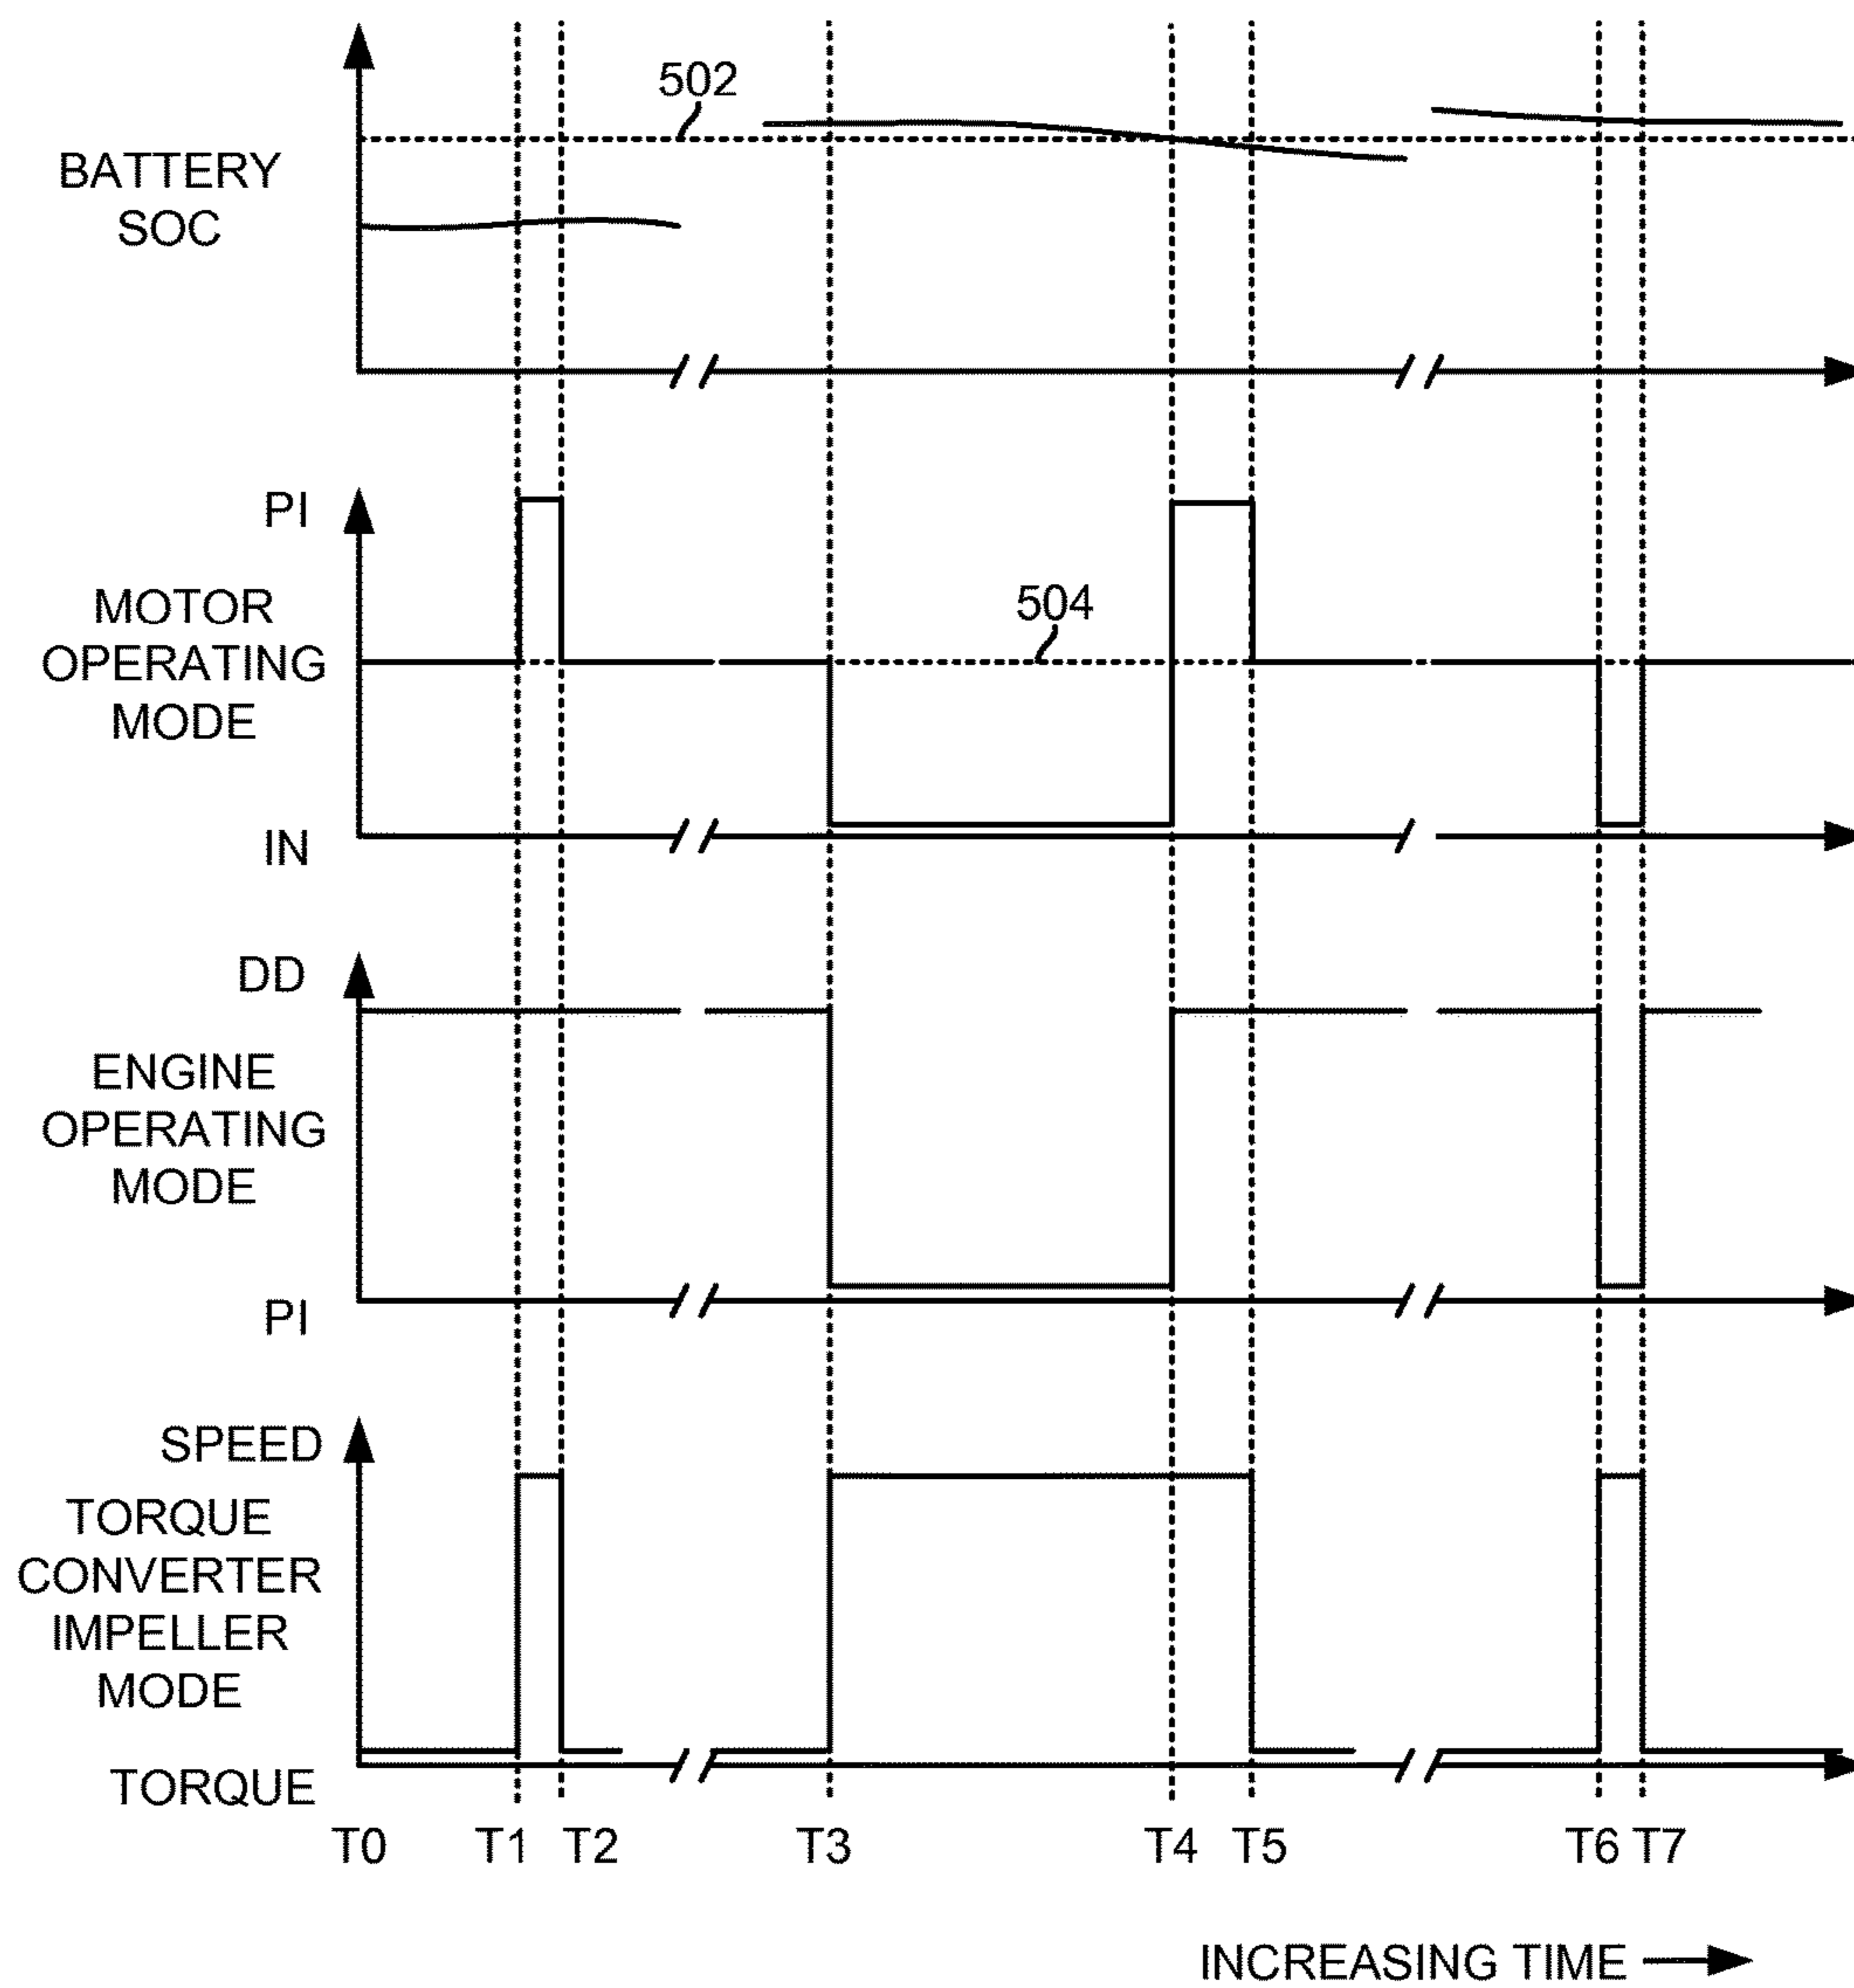 502
BATTERY
SOC
PI
MOTOR
OPERATING
MODE
504
IN
DD
ENGINE
OPERATING
MODE
PI
SPEED
TORQUE
CONVERTER
IMPELLER
MODE
TORQUE
T0 T1 T2 T3 T4 T5 T6 T7
INCREASING TIME